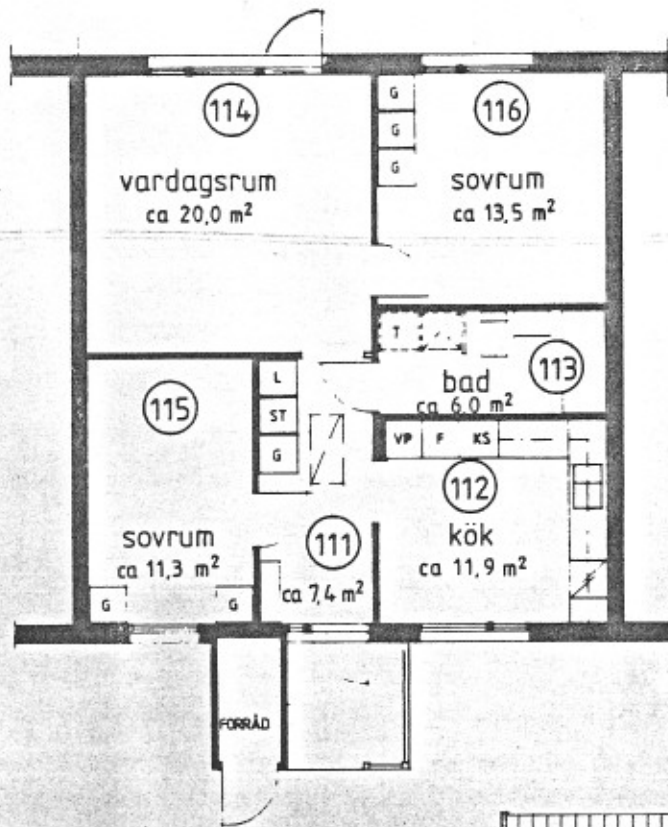 114
vardagsrum
ca 20,0 m²
G
G
G
116
sovrum
ca 13,5 m²
T
113
bad
ca 6,0 m²
115
L
ST
G
VP F KS
112
kök
ca 11,9 m²
sovrum
ca 11,3 m²
111
ca 7,4 m²
G
G
FÖRRÅD